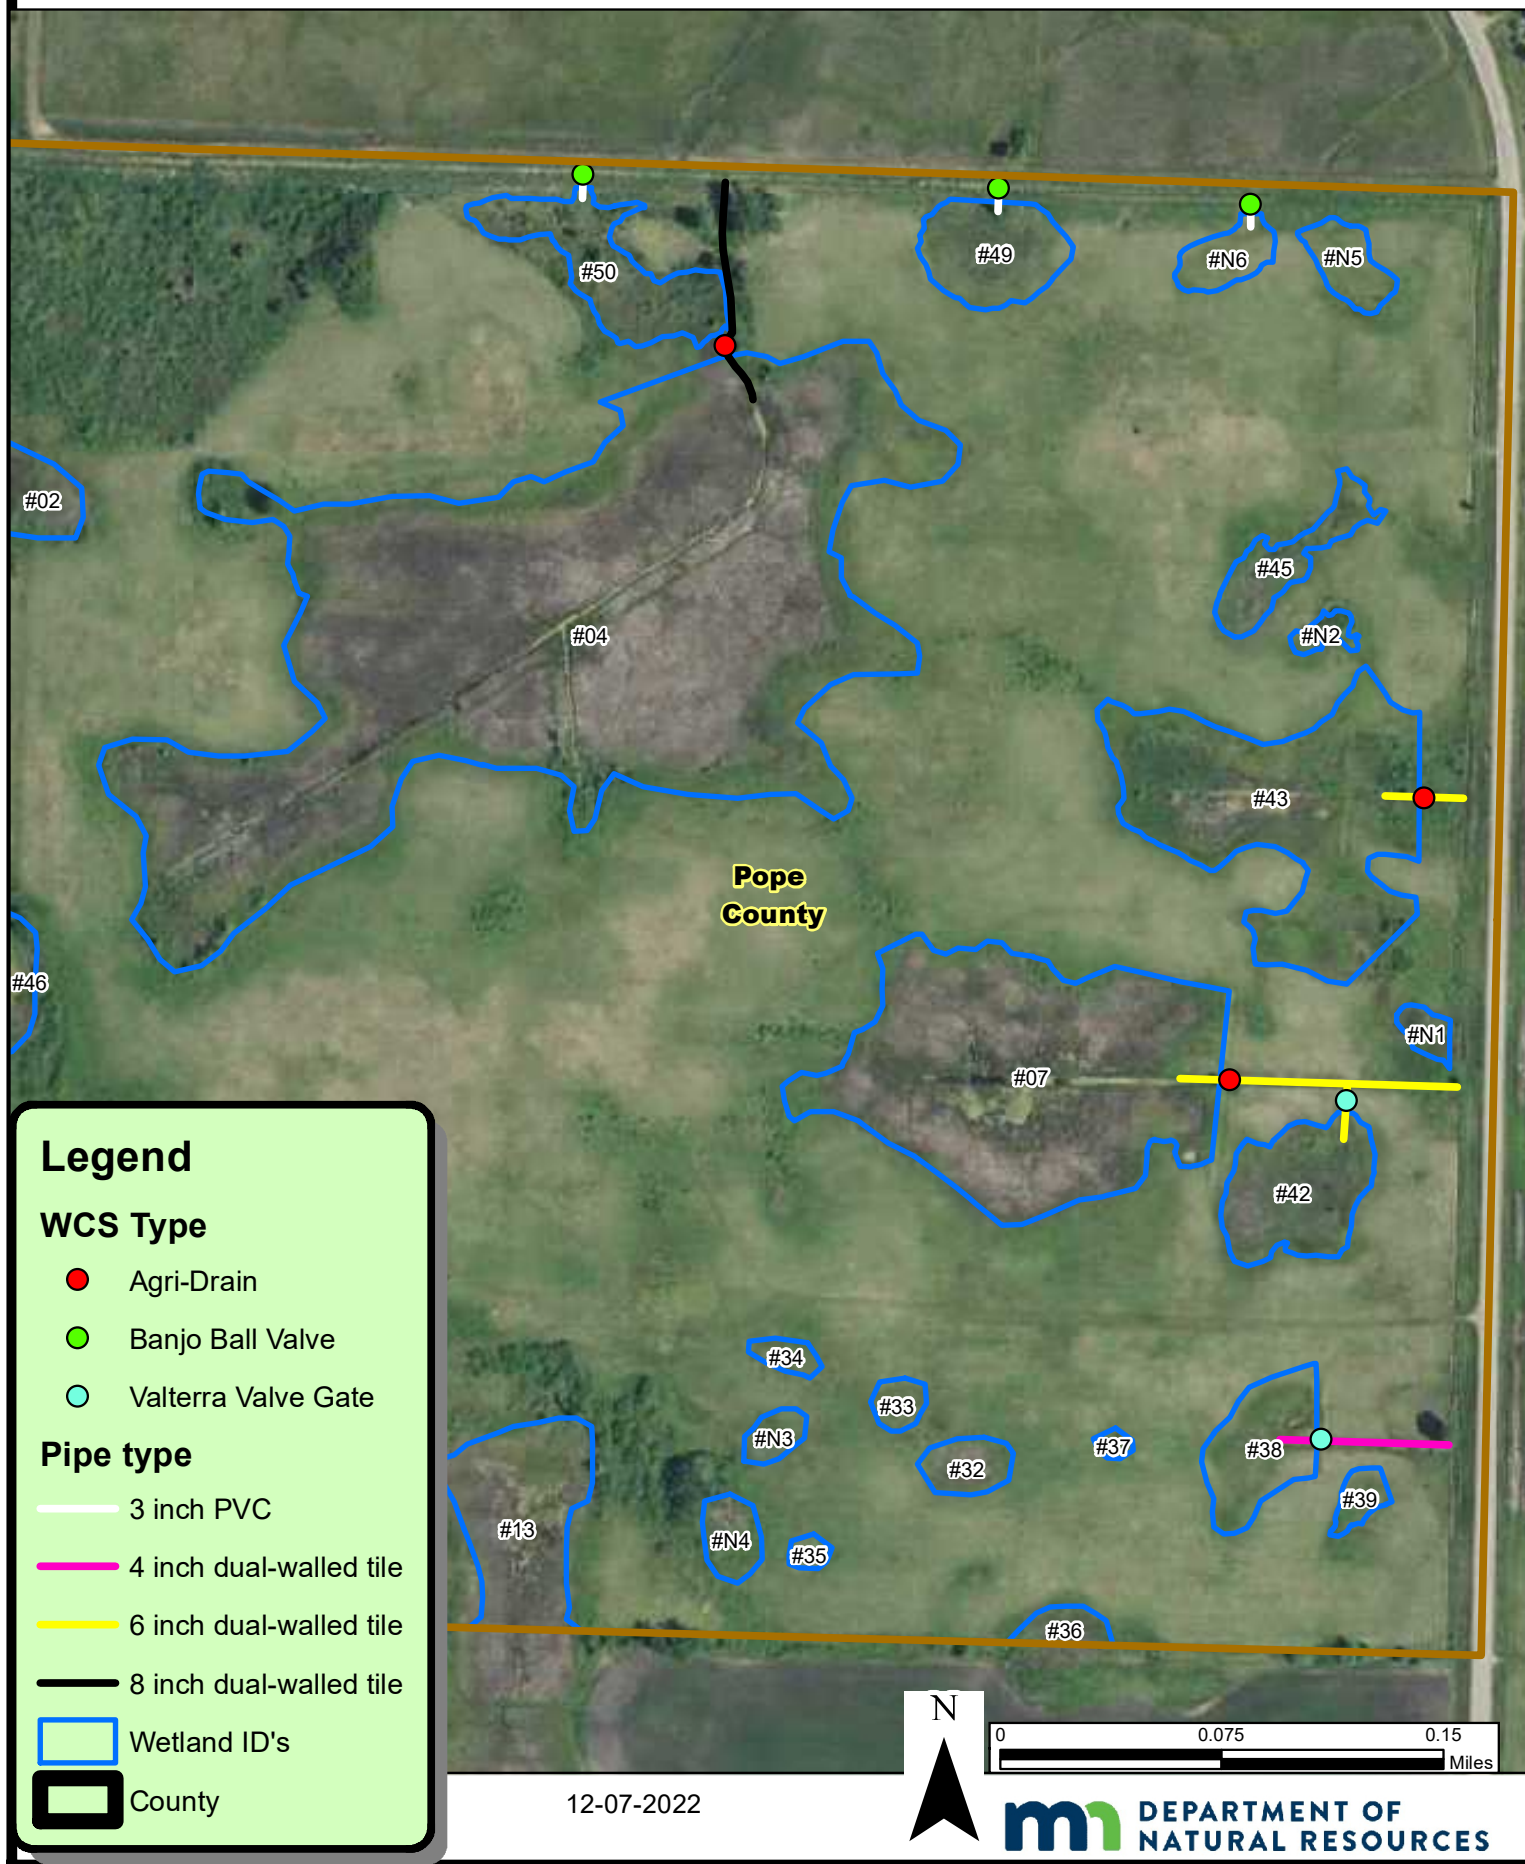 #50
#49
#N6
#N5
#02
#45
#N2
#04
#43
Pope
County
#46
#N1
#07
#42
#34
#33
#N3
#32
#37
#38
#39
#13
#N4
#35
#36
Legend
WCS Type
Agri-Drain
Banjo Ball Valve
Valterra Valve Gate
Pipe type
3 inch PVC
4 inch dual-walled tile
6 inch dual-walled tile
8 inch dual-walled tile
Wetland ID's
County
N
0 0.075 0.15
Miles
12-07-2022
mn DEPARTMENT OF
NATURAL RESOURCES